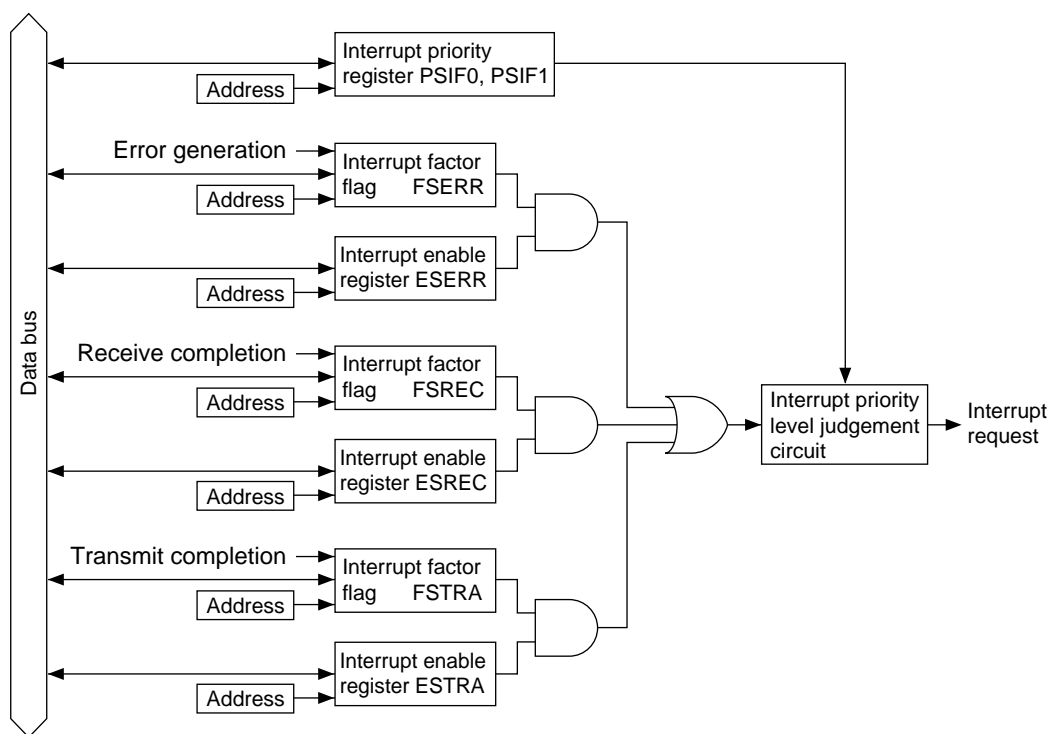 Data bus
Interrupt priority
register PSIF0, PSIF1
Address
Error generation
Interrupt factor
flag FSERR
Address
Interrupt enable
register ESERR
Address
Receive completion
Interrupt factor
flag FSREC
Address
Interrupt enable
register ESREC
Address
Transmit completion
Interrupt factor
flag FSTRA
Address
Interrupt enable
register ESTRA
Address
Interrupt priority
level judgement
circuit
Interrupt
request